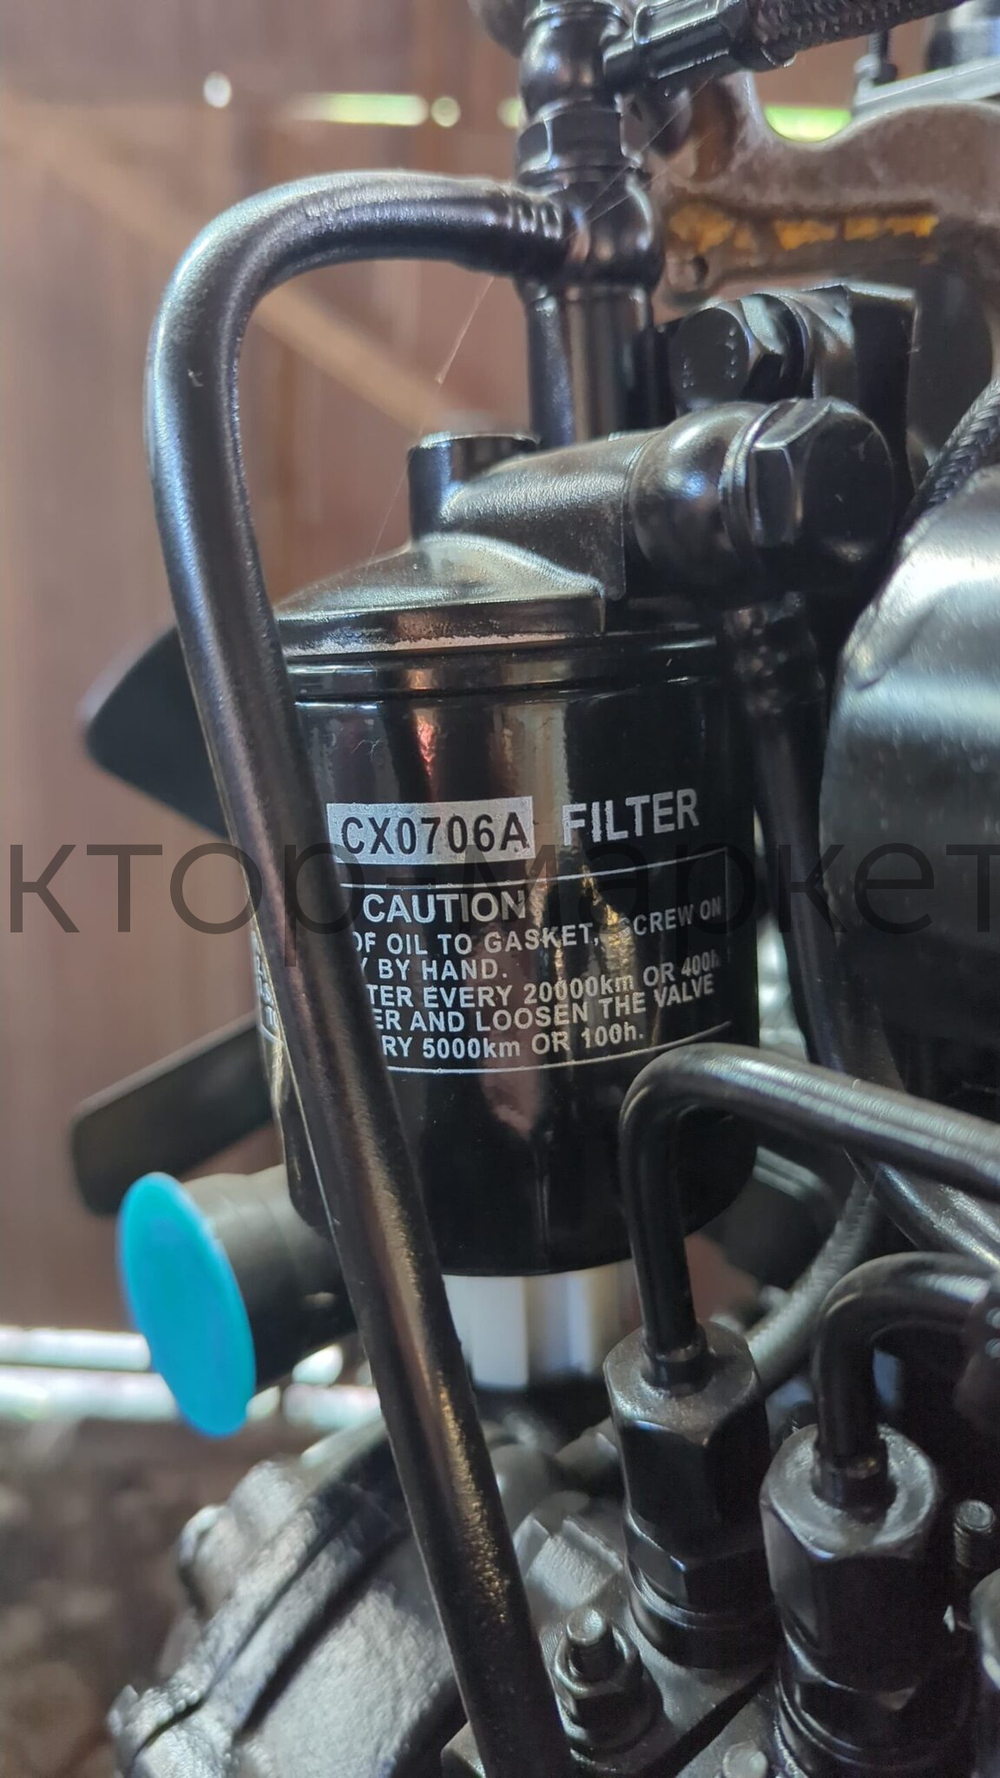 CX0706A FILTER
CAUTION
OF OIL TO GASKET, SCREW ON
BY HAND.
TER EVERY 20000km OR 400h
ER AND LOOSEN THE VALVE
RY 5000km OR 100h.
ктор-маркет